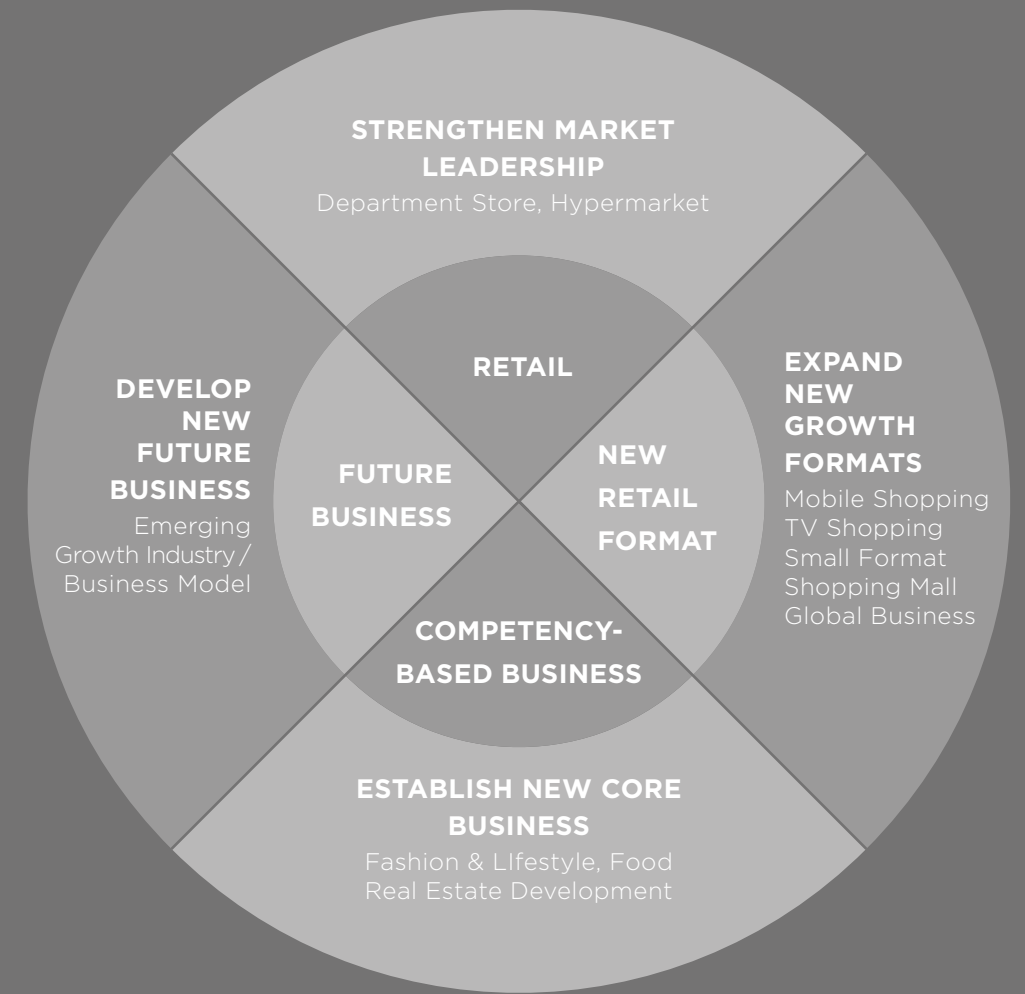 STRENGTHEN MARKET
LEADERSHIP
Department Store, Hypermarket
RETAIL
DEVELOP
NEW
FUTURE
BUSINESS
Emerging
Growth Industry/
Business Model
FUTURE
BUSINESS
NEW
RETAIL
FORMAT
EXPAND
NEW
GROWTH
FORMATS
Mobile Shopping
TV Shopping
Small Format
Shopping Mall
Global Business
COMPETENCY-
BASED BUSINESS
ESTABLISH NEW CORE
BUSINESS
Fashion & LIfestyle, Food
Real Estate Development